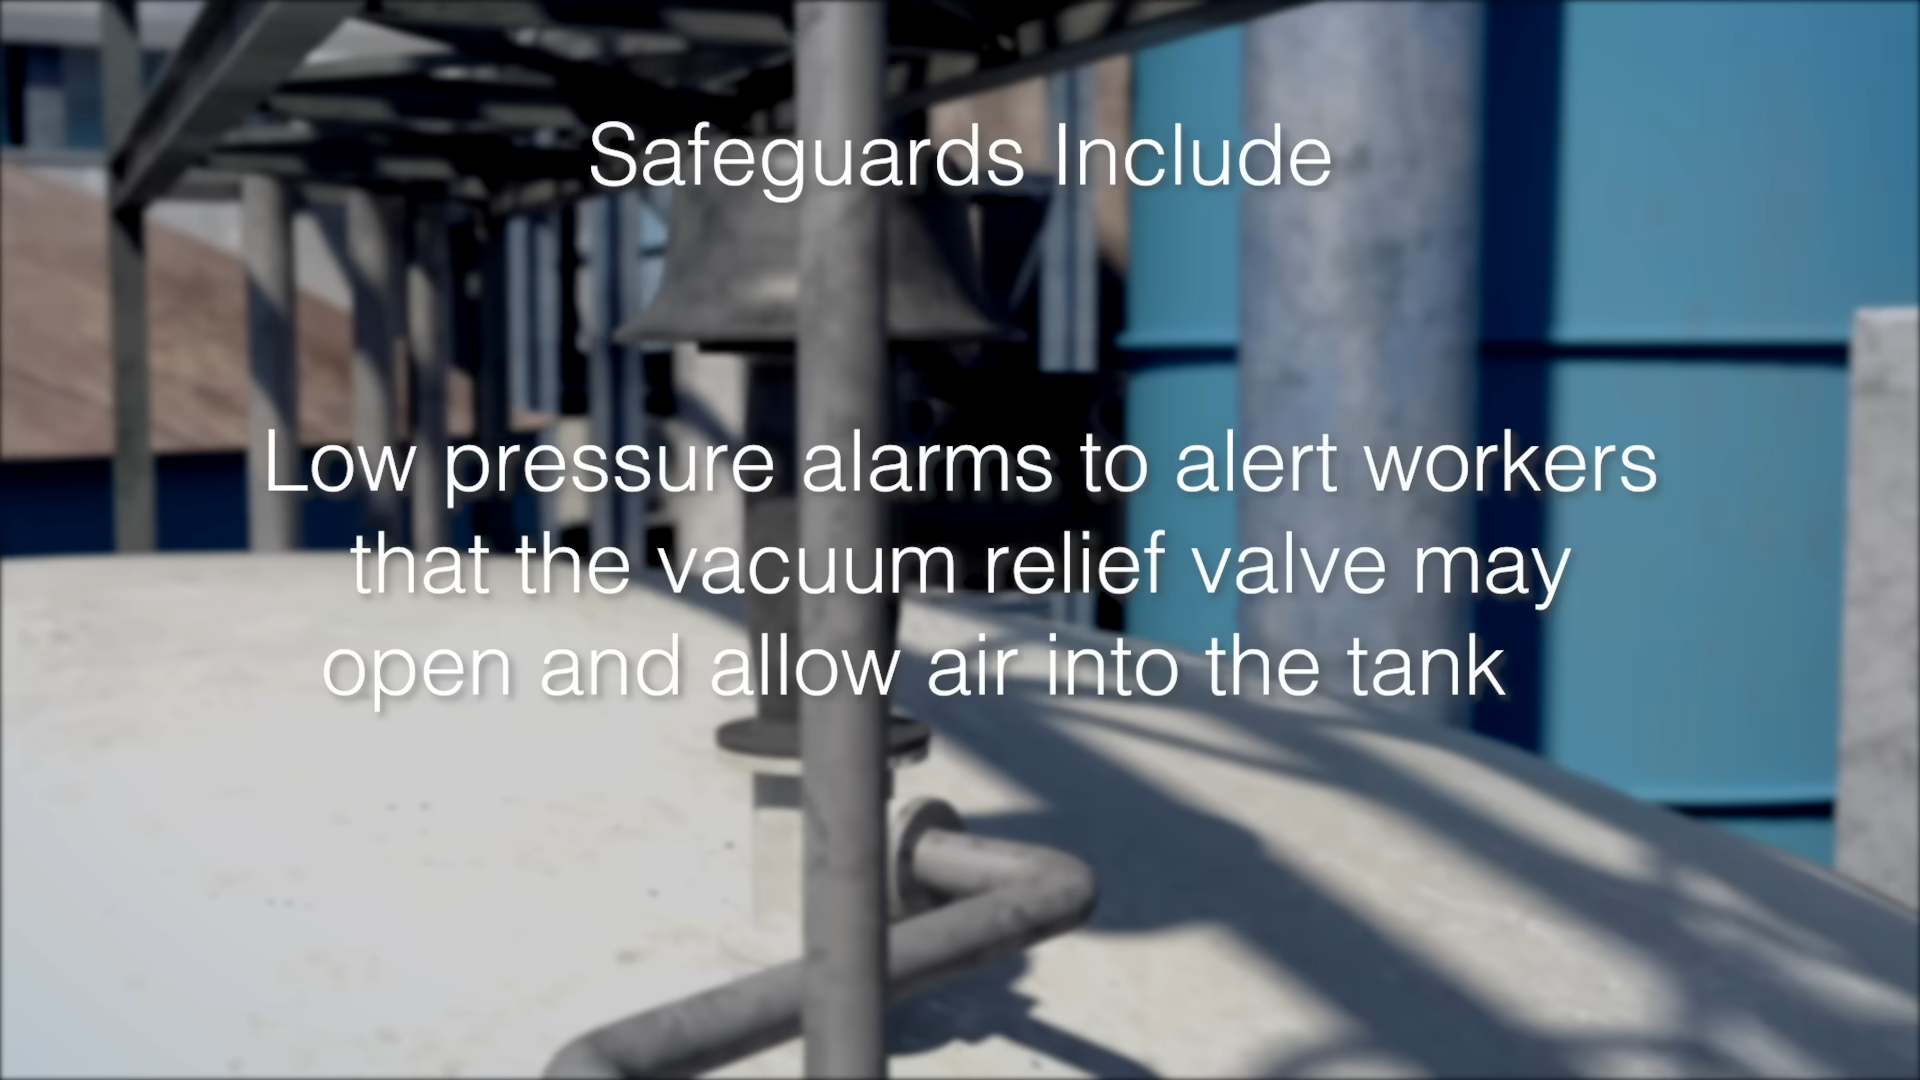 Safeguards Include
Low pressure alarms to alert workers
that the vacuum relief valve may
open and allow air into the tank